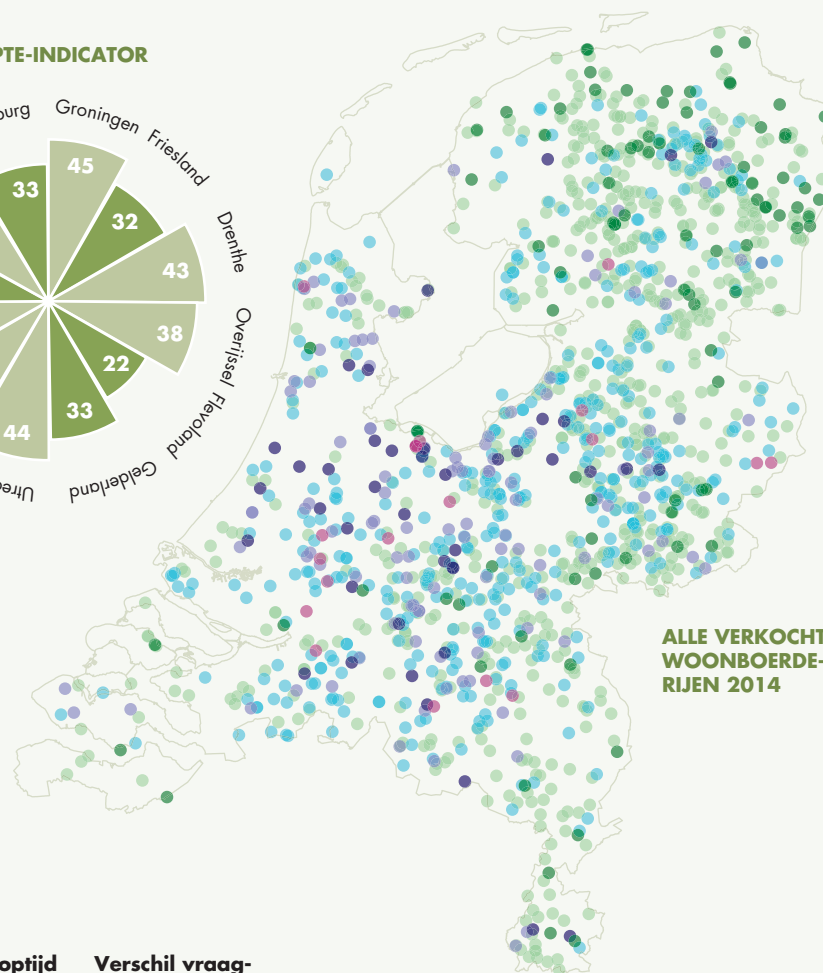 PTE-INDICATOR
burg
Groningen
Friesland
Drenthe
Overijssel
Flevoland
Gelderland
Utrec
45
32
43
38
22
33
44
33
ALLE VERKOCHT
WOONBOERDE-
RIJEN 2014
optijd
Verschil vraag-